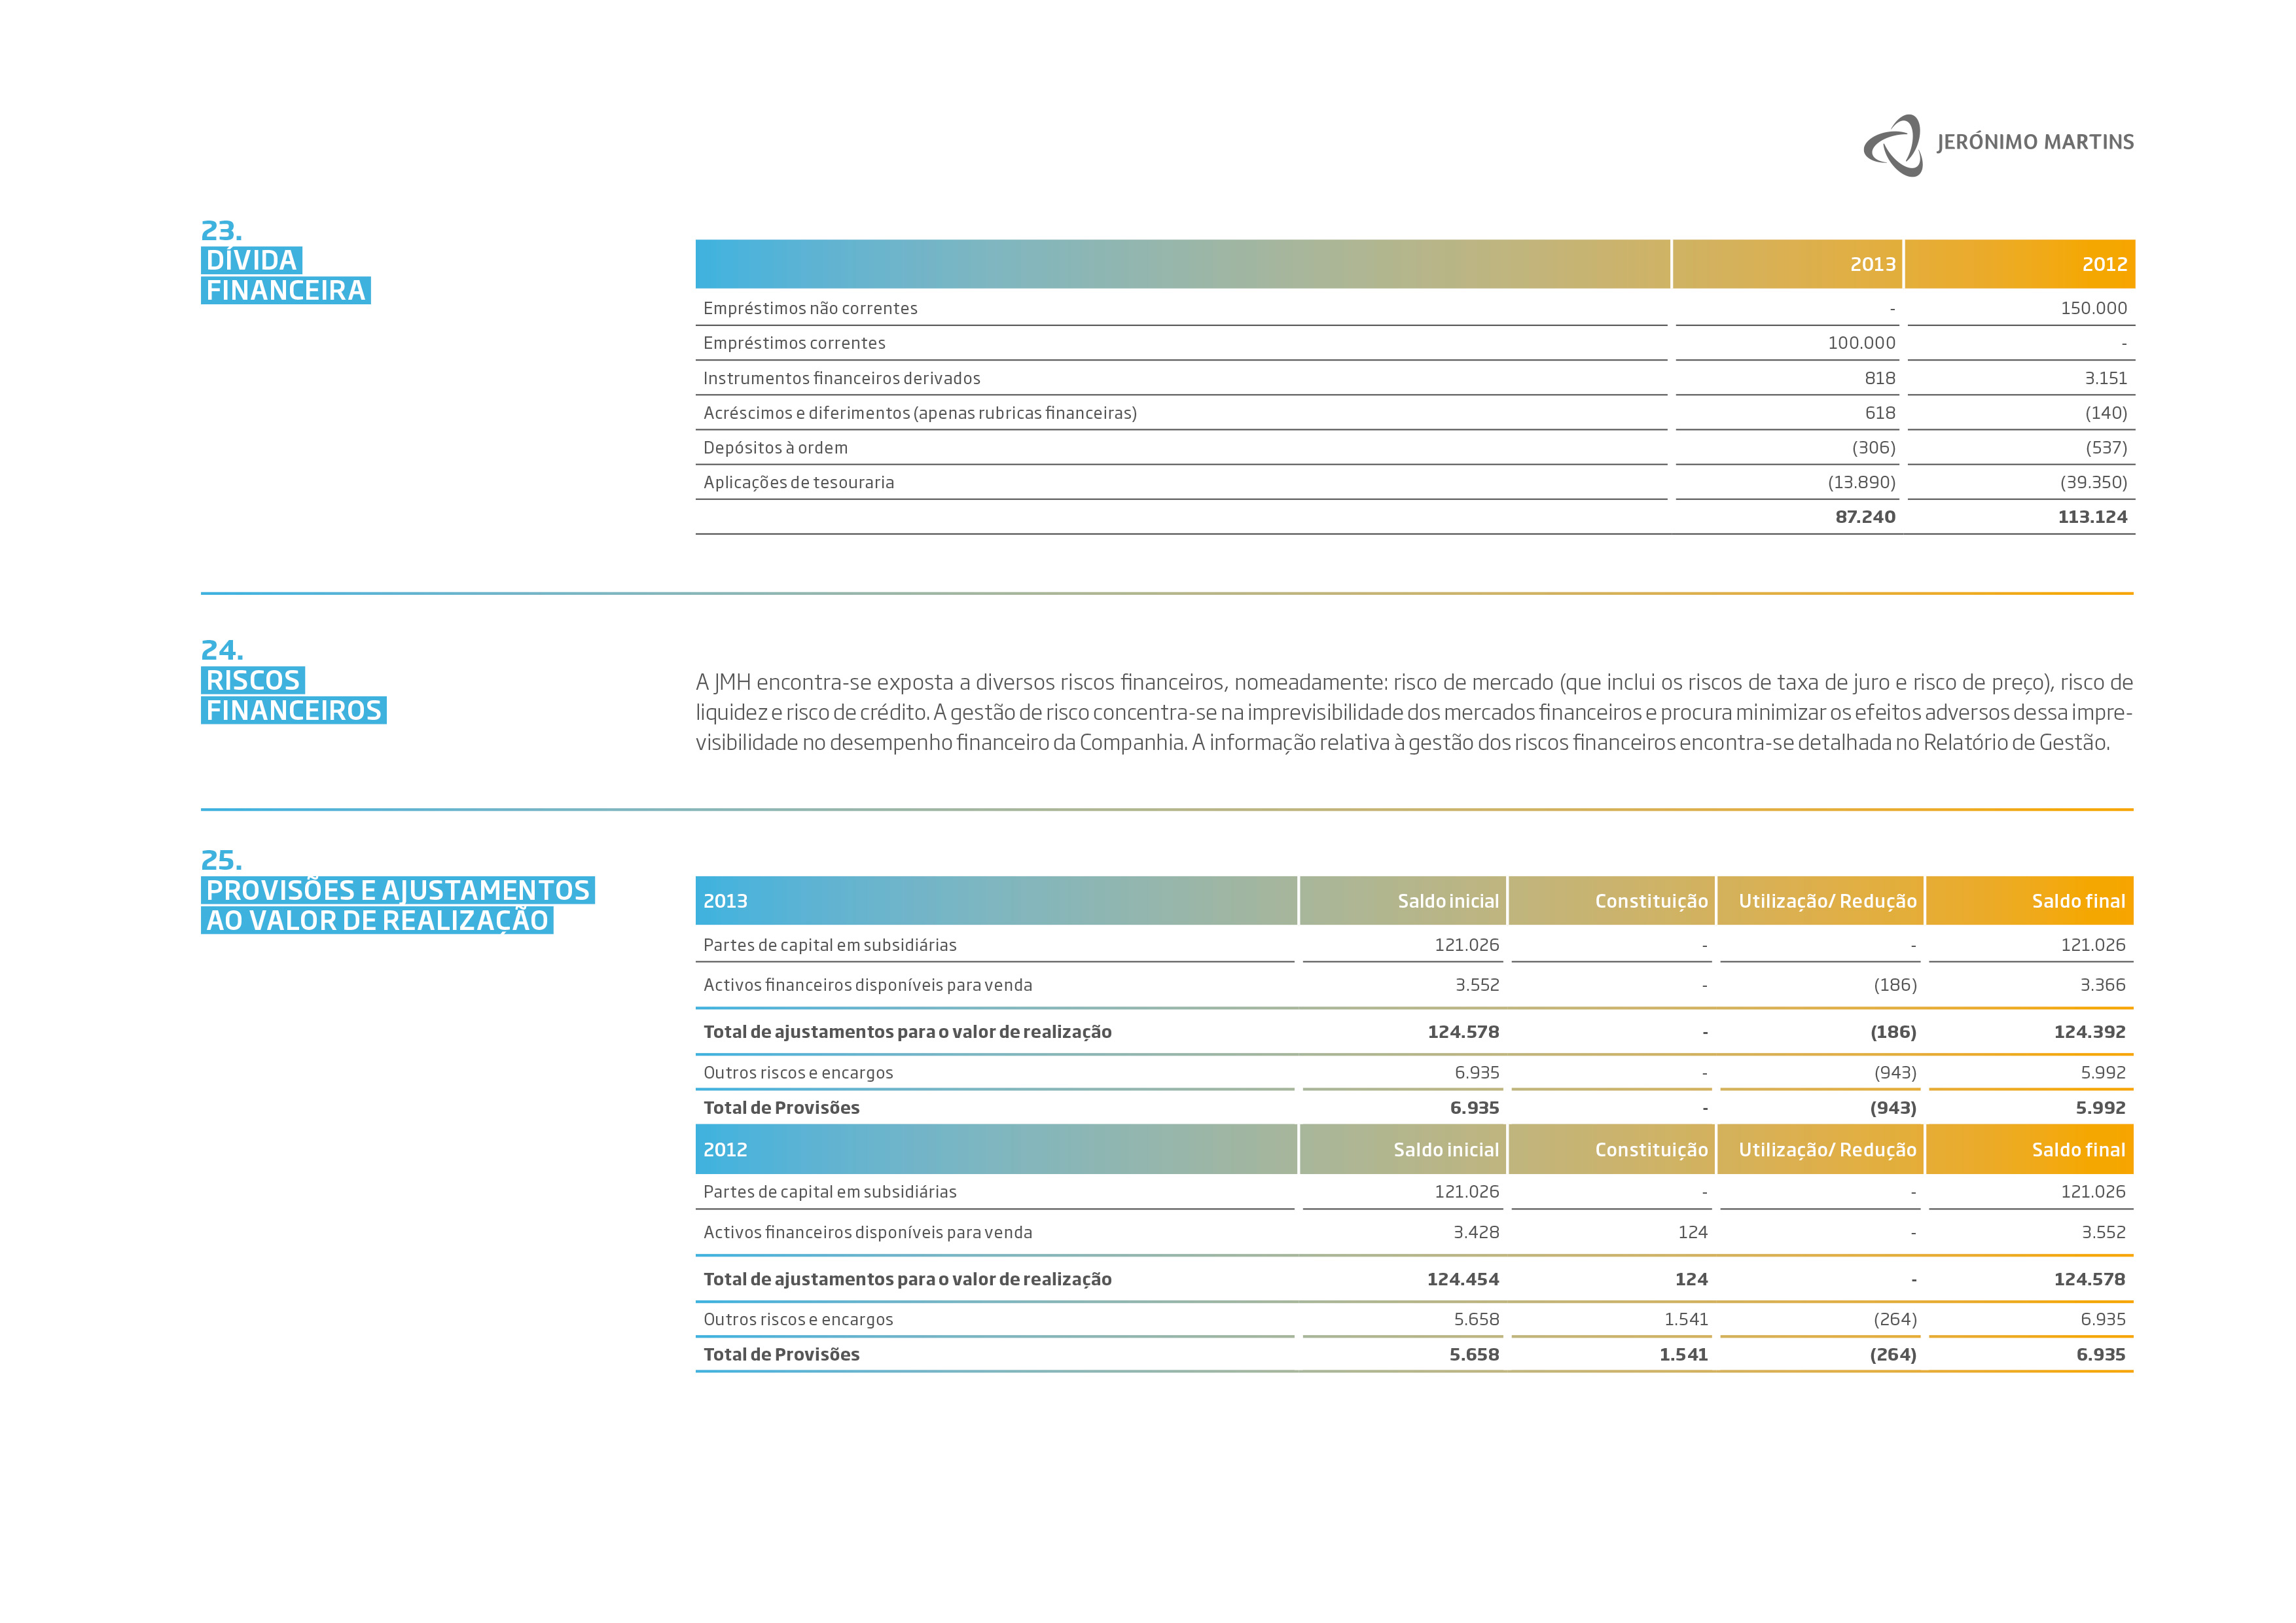 JERÓNIMO MARTINS
23.
DÍVIDA
FINANCEIRA
2013 2012
Empréstimos não correntes - 150.000
Empréstimos correntes 100.000 -
Instrumentos financeiros derivados 818 3.151
Acréscimos e diferimentos (apenas rubricas financeiras) 618 (140)
Depósitos à ordem (306) (537)
Aplicações de tesouraria (13.890) (39.350)
87.240 113.124
24.
RISCOS
FINANCEIROS
A JMH encontra-se exposta a diversos riscos financeiros, nomeadamente: risco de mercado (que inclui os riscos de taxa de juro e risco de preço), risco de
liquidez e risco de crédito. A gestão de risco concentra-se na imprevisibilidade dos mercados financeiros e procura minimizar os efeitos adversos dessa impre-
visibilidade no desempenho financeiro da Companhia. A informação relativa à gestão dos riscos financeiros encontra-se detalhada no Relatório de Gestão.
25.
PROVISÕES E AJUSTAMENTOS
AO VALOR DE REALIZAÇÃO
2013 Saldo inicial Constituição Utilização/ Redução Saldo final
Partes de capital em subsidiárias 121.026 - - 121.026
Activos financeiros disponíveis para venda 3.552 - (186) 3.366
Total de ajustamentos para o valor de realização 124.578 - (186) 124.392
Outros riscos e encargos 6.935 - (943) 5.992
Total de Provisões 6.935 - (943) 5.992
2012 Saldo inicial Constituição Utilização/ Redução Saldo final
Partes de capital em subsidiárias 121.026 - - 121.026
Activos financeiros disponíveis para venda 3.428 124 - 3.552
Total de ajustamentos para o valor de realização 124.454 124 - 124.578
Outros riscos e encargos 5.658 1.541 (264) 6.935
Total de Provisões 5.658 1.541 (264) 6.935